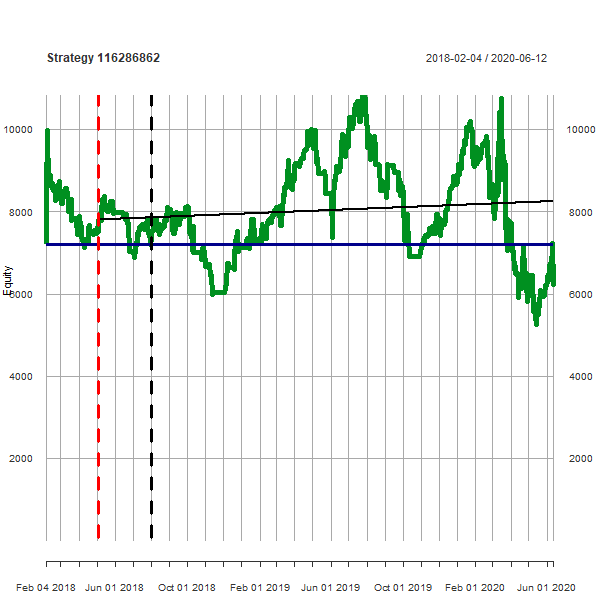 Strategy 116286862
2018-02-04 / 2020-06-12
10000
10000
8000
8000
Equity
6000
6000
4000
4000
2000
2000
Feb 04 2018
Jun 01 2018
Oct 01 2018
Feb 01 2019
Jun 01 2019
Oct 01 2019
Feb 01 2020
Jun 01 2020